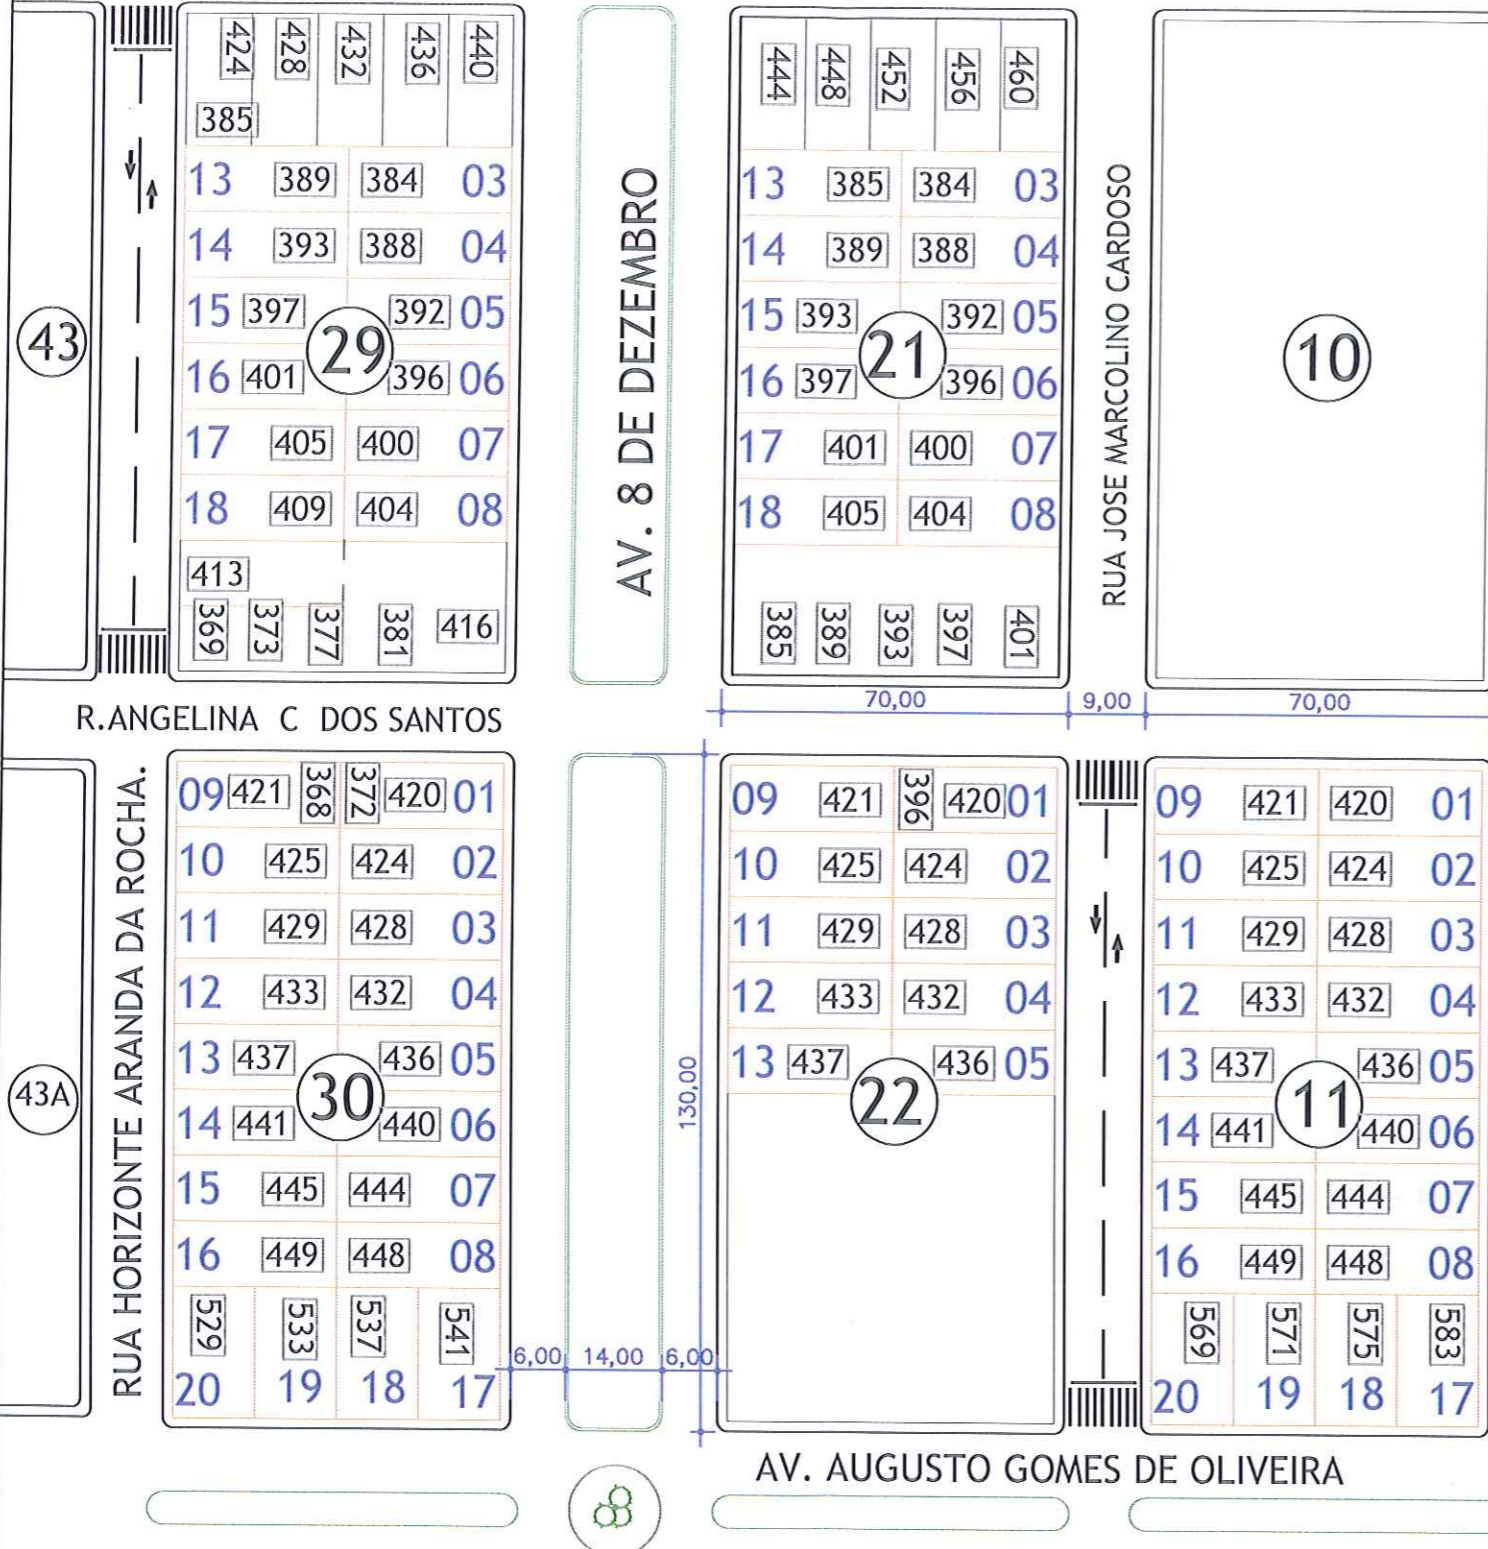 424 428 432 436 440
385
13 389 384 03
14 393 388 04
15 397 392 05
29
16 401 396 06
17 405 400 07
18 409 404 08
413
369 373 377 381 416
43
AV. 8 DE DEZEMBRO
444 448 452 456 460
13 385 384 03
14 389 388 04
15 393 392 05
21
16 397 396 06
17 401 400 07
18 405 404 08
385 389 393 397 401
RUA JOSE MARCOLINO CARDOSO
10
70,00 9,00 70,00
R.ANGELINA C DOS SANTOS
RUA HORIZONTE ARANDA DA ROCHA.
43A
09 421 368 372 420 01
10 425 424 02
11 429 428 03
12 433 432 04
13 437 436 05
30
14 441 440 06
15 445 444 07
16 449 448 08
529 533 537 541
20 19 18 17
6,00 14,00 6,00
130,00
09 421 396 420 01
10 425 424 02
11 429 428 03
12 433 432 04
13 437 436 05
22
09 421 420 01
10 425 424 02
11 429 428 03
12 433 432 04
13 437 436 05
11
14 441 440 06
15 445 444 07
16 449 448 08
569 571 575 583
20 19 18 17
AV. AUGUSTO GOMES DE OLIVEIRA